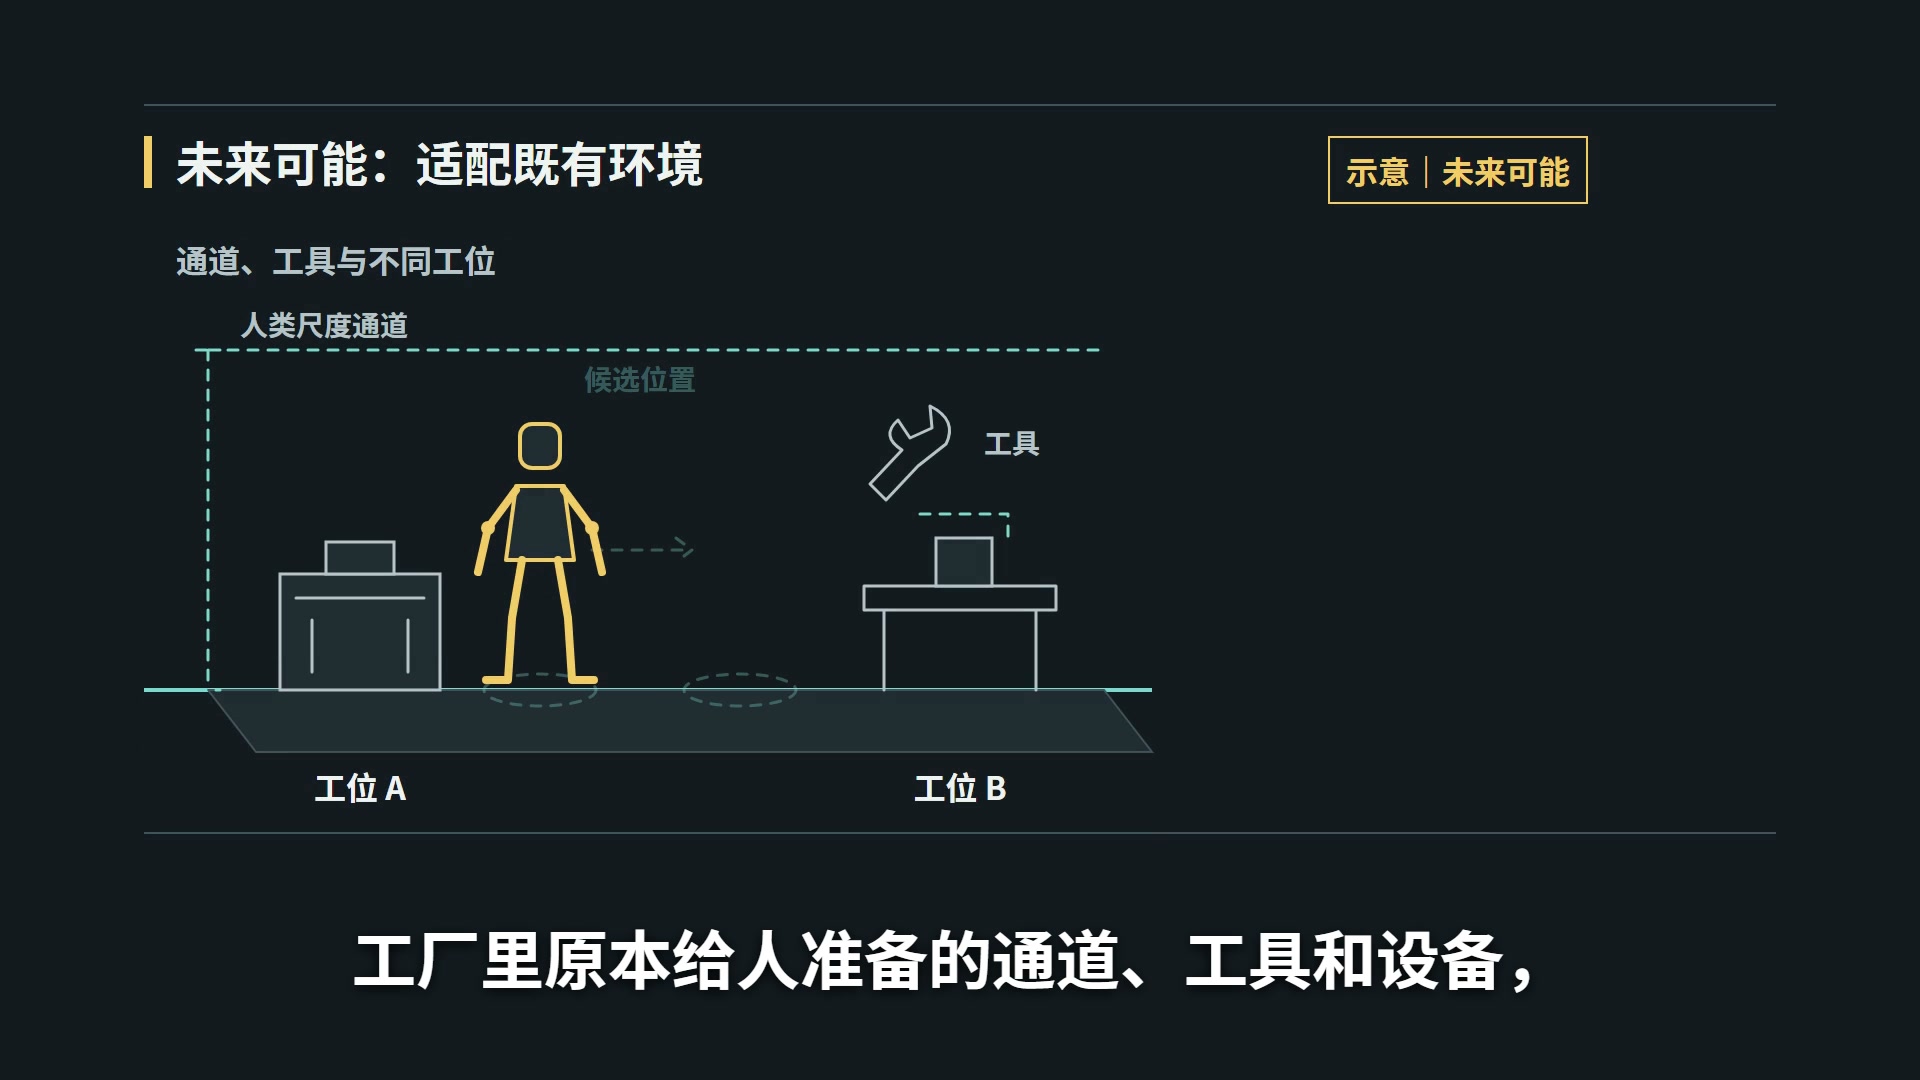 未来可能：适配既有环境
示意｜未来可能
通道、工具与不同工位
人类尺度通道
候选位置
工具
工位 A
工位 B
工厂里原本给人准备的通道、工具和设备，